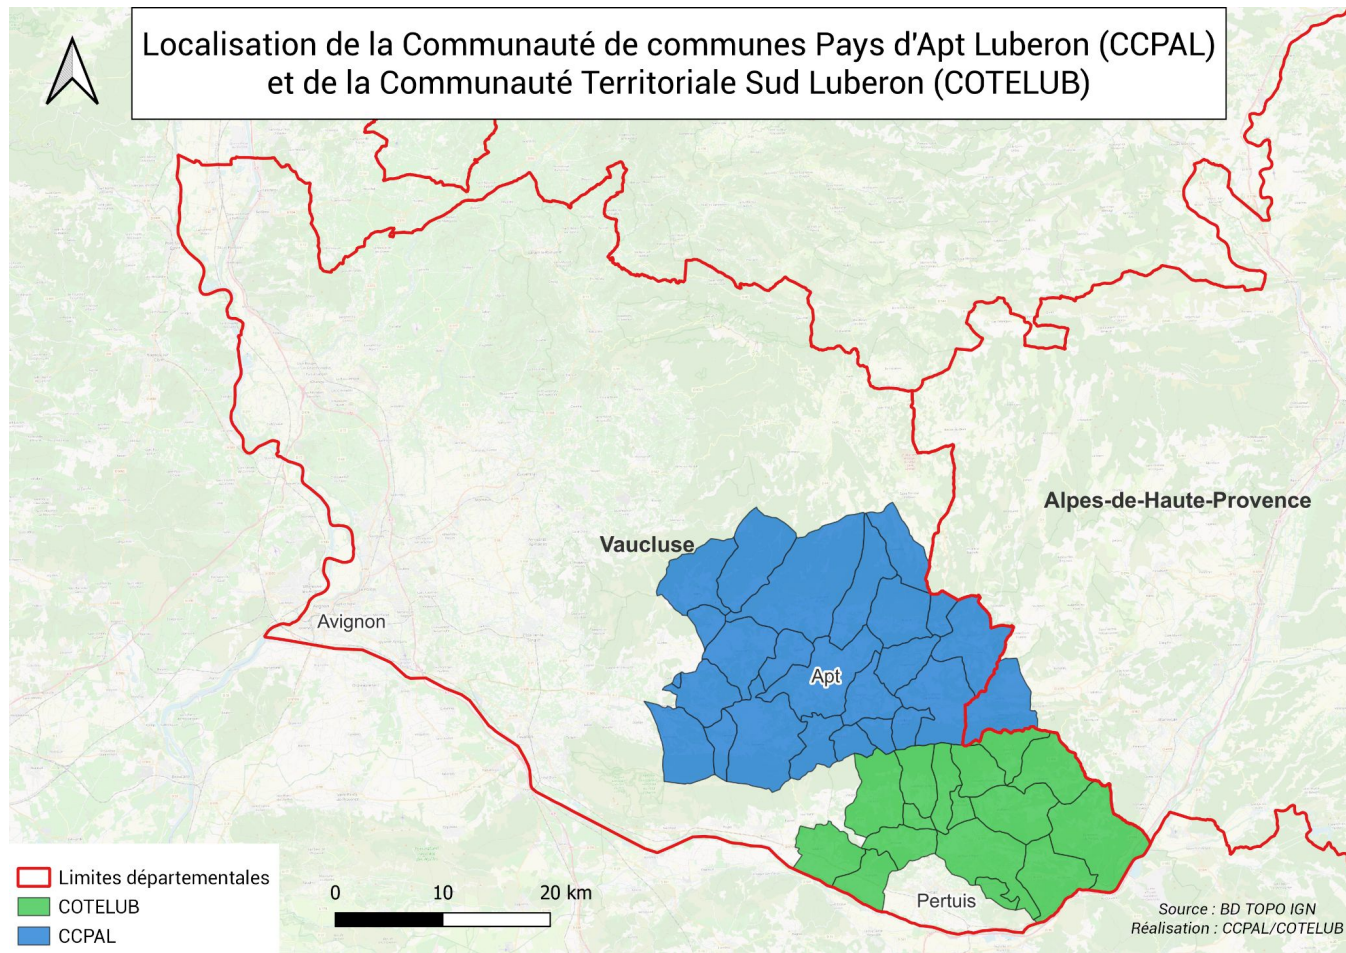 Localisation de la Communauté de communes Pays d'Apt Luberon (CCPAL)
et de la Communauté Territoriale Sud Luberon (COTELUB)
Alpes-de-Haute-Provence
Vaucluse
Avignon
Apt
Pertuis
Limites départementales
COTELUB
CCPAL
0 10 20 km
Source : BD TOPO IGN
Réalisation : CCPAL/COTELUB